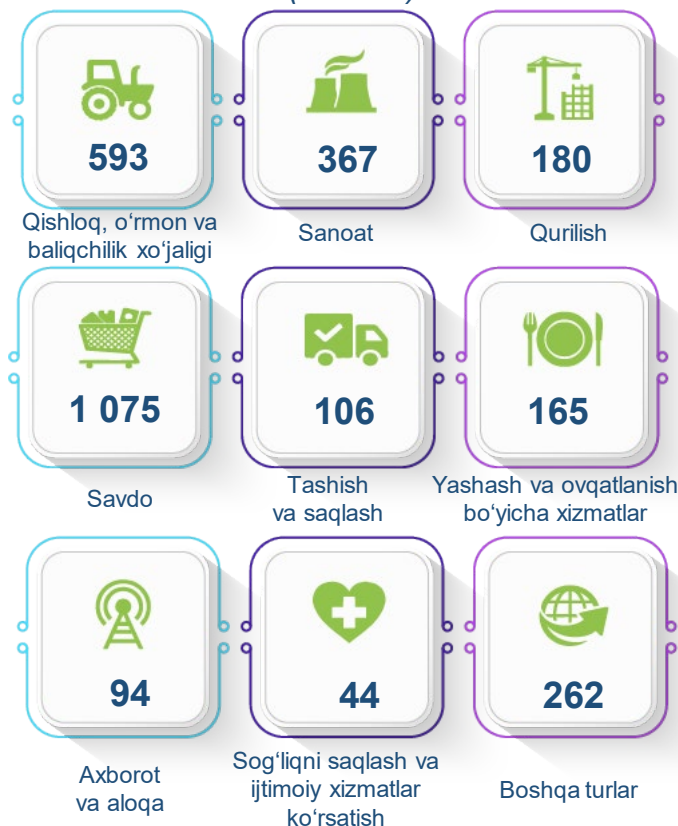 593
Qishloq, o‘rmon va
baliqchilik xo‘jaligi
367
Sanoat
180
Qurilish
1 075
Savdo
106
Tashish
va saqlash
165
Yashash va ovqatlanish
bo‘yicha xizmatlar
94
Axborot
va aloqa
44
Sog‘liqni saqlash va
ijtimoiy xizmatlar
ko‘rsatish
262
Boshqa turlar